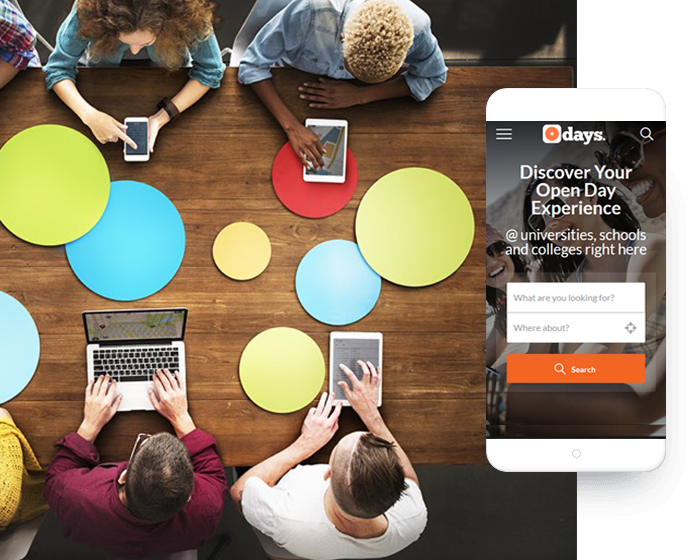 days.
Discover Your
Open Day
Experience
@ universities, schools
and colleges right here
What are you looking for?
Where about?
Search